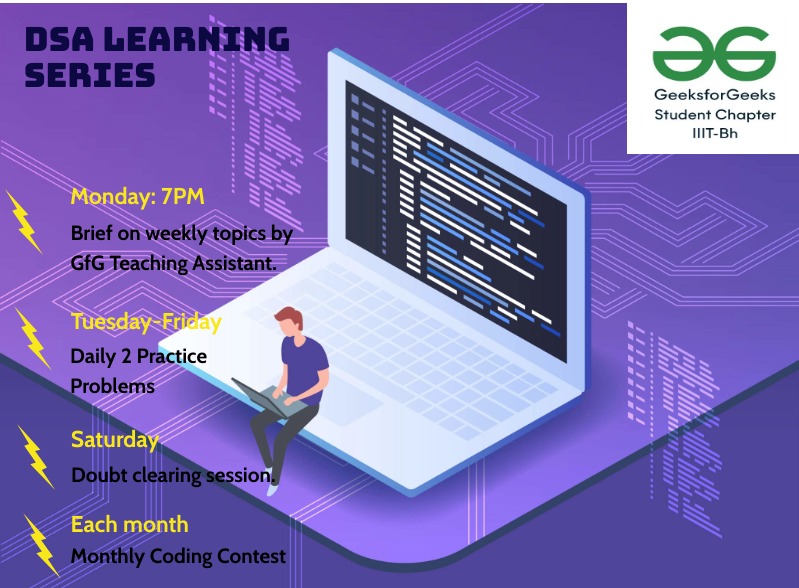 DSA LEARNING
SERIES
GeeksforGeeks
Student Chapter
IIIT-Bh
Monday: 7PM
Brief on weekly topics by
GfG Teaching Assistant.
Tuesday-Friday
Daily 2 Practice
Problems
Saturday
Doubt clearing session.
Each month
Monthly Coding Contest